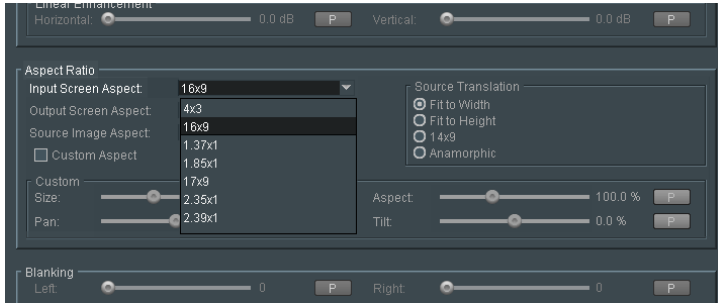 Linear Enhancement
Horizontal: 0.0 dB P Vertical: 0.0 dB P
Aspect Ratio
Input Screen Aspect: 16x9
Output Screen Aspect:
Source Image Aspect:
Custom Aspect
4x3
16x9
1.37x1
1.85x1
17x9
2.35x1
2.39x1
Source Translation
Fit to Width
Fit to Height
14x9
Anamorphic
Custom
Size: Aspect: 100.0 % P
Pan: Tilt: 0.0 % P
Blanking
Left: 0 P Right: 0 P